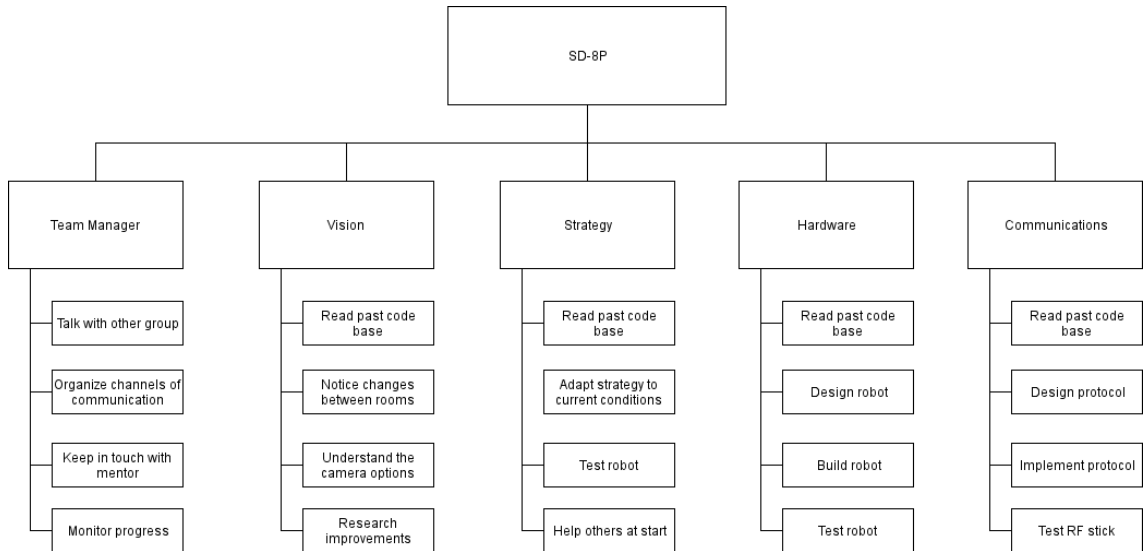 SD-8P
Team Manager
Vision
Strategy
Hardware
Communications
Talk with other group
Read past code
base
Read past code
base
Read past code
base
Read past code
base
Organize channels of
communication
Notice changes
between rooms
Adapt strategy to
current conditions
Design robot
Design protocol
Keep in touch with
mentor
Understand the
camera options
Test robot
Build robot
Implement protocol
Monitor progress
Research
improvements
Help others at start
Test robot
Test RF stick